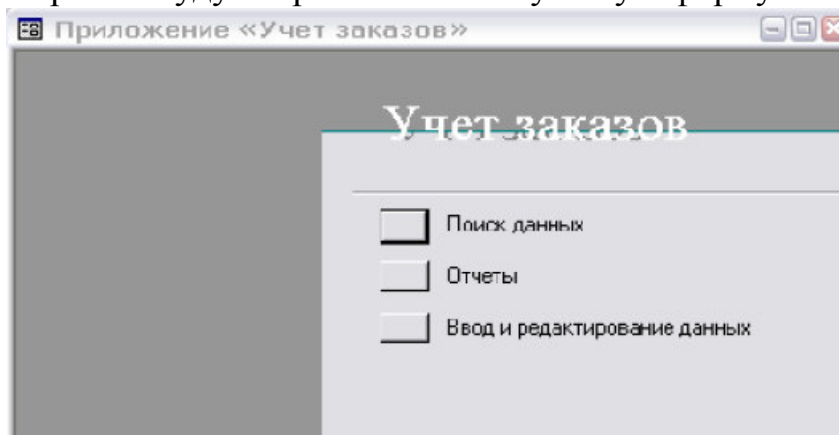 Приложение «Учет заказов»
Учет заказов
Поиск данных
Отчеты
Ввод и редактирование данных